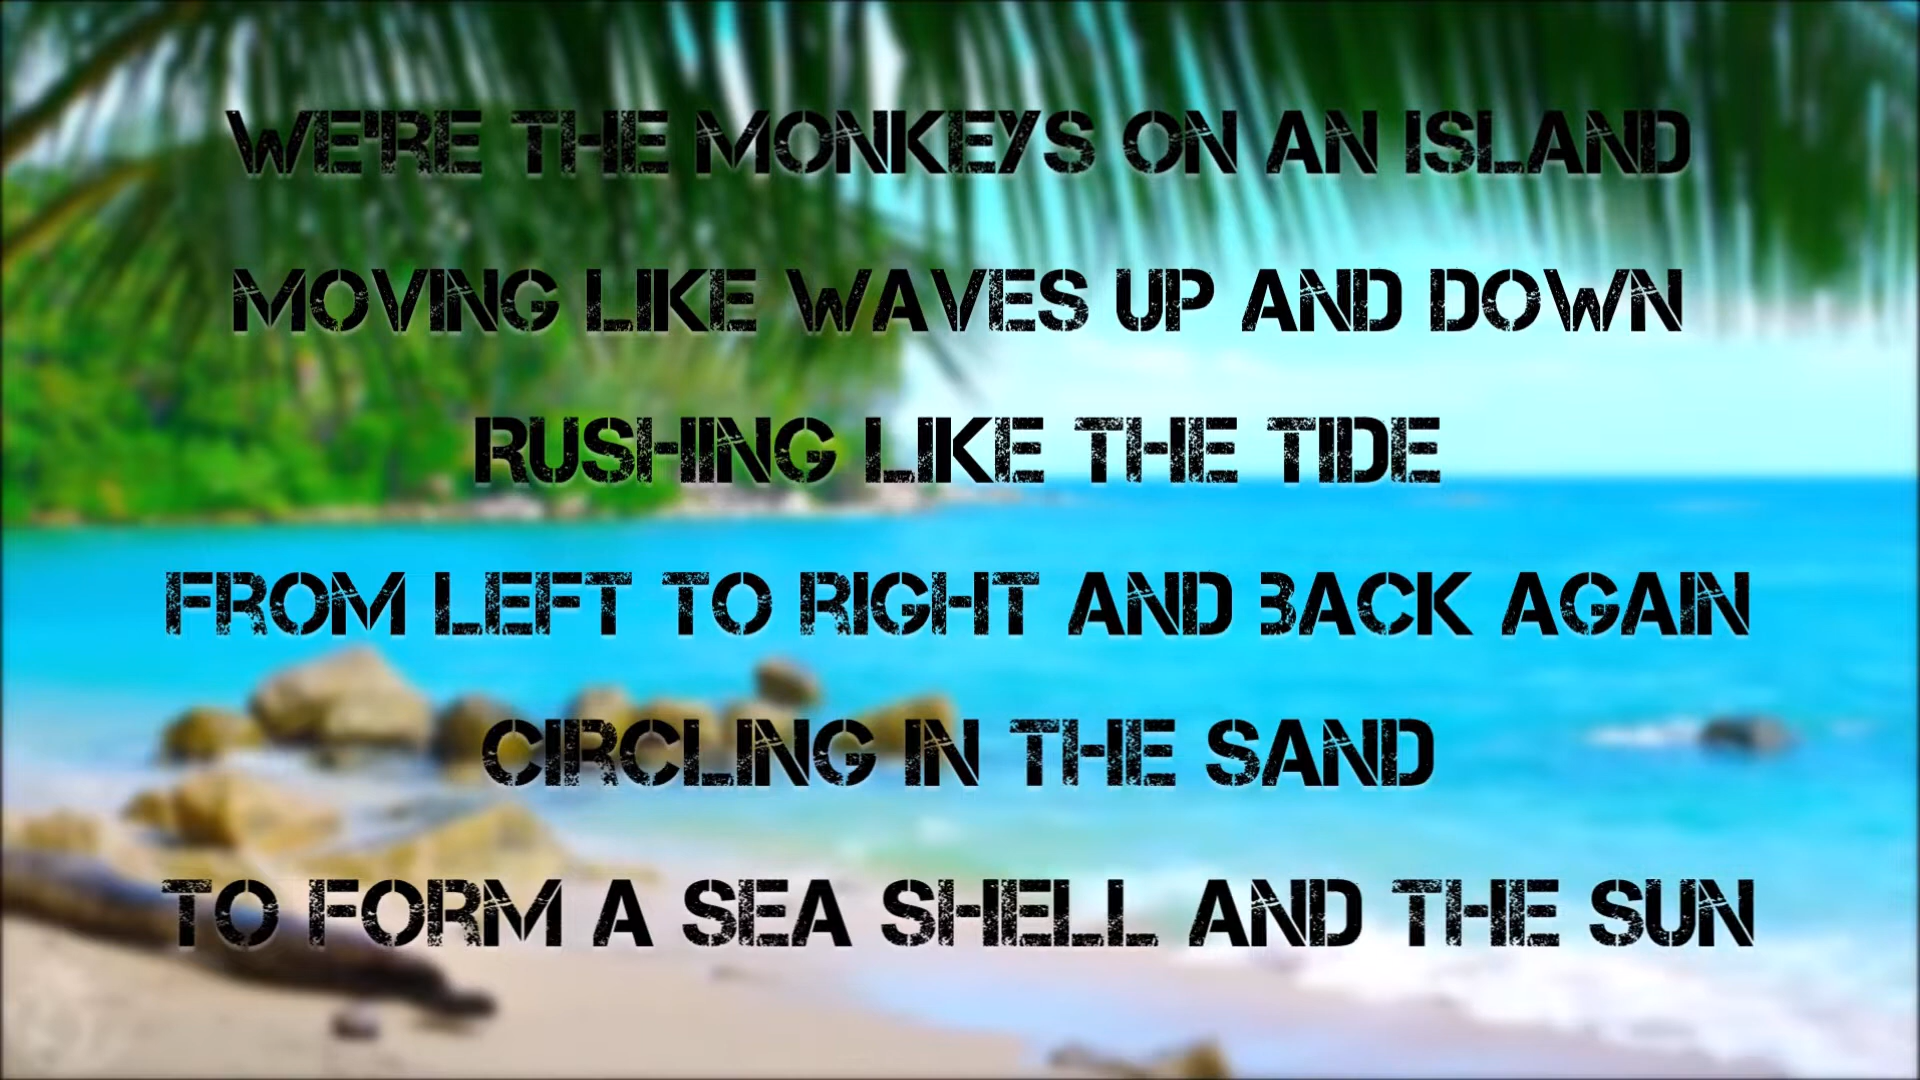 WE'RE THE MONKEYS ON AN ISLAND
MOVING LIKE WAVES UP AND DOWN
RUSHING LIKE THE TIDE
FROM LEFT TO RIGHT AND BACK AGAIN
CIRCLING IN THE SAND
TO FORM A SEA SHELL AND THE SUN